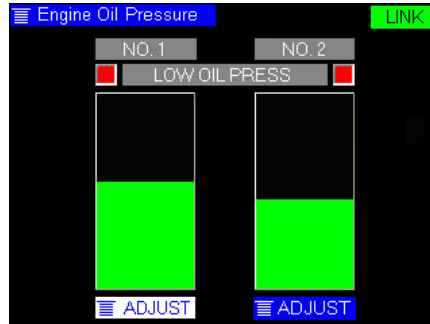 Engine Oil Pressure LINK
NO. 1 NO. 2
LOW OIL PRESS
ADJUST ADJUST